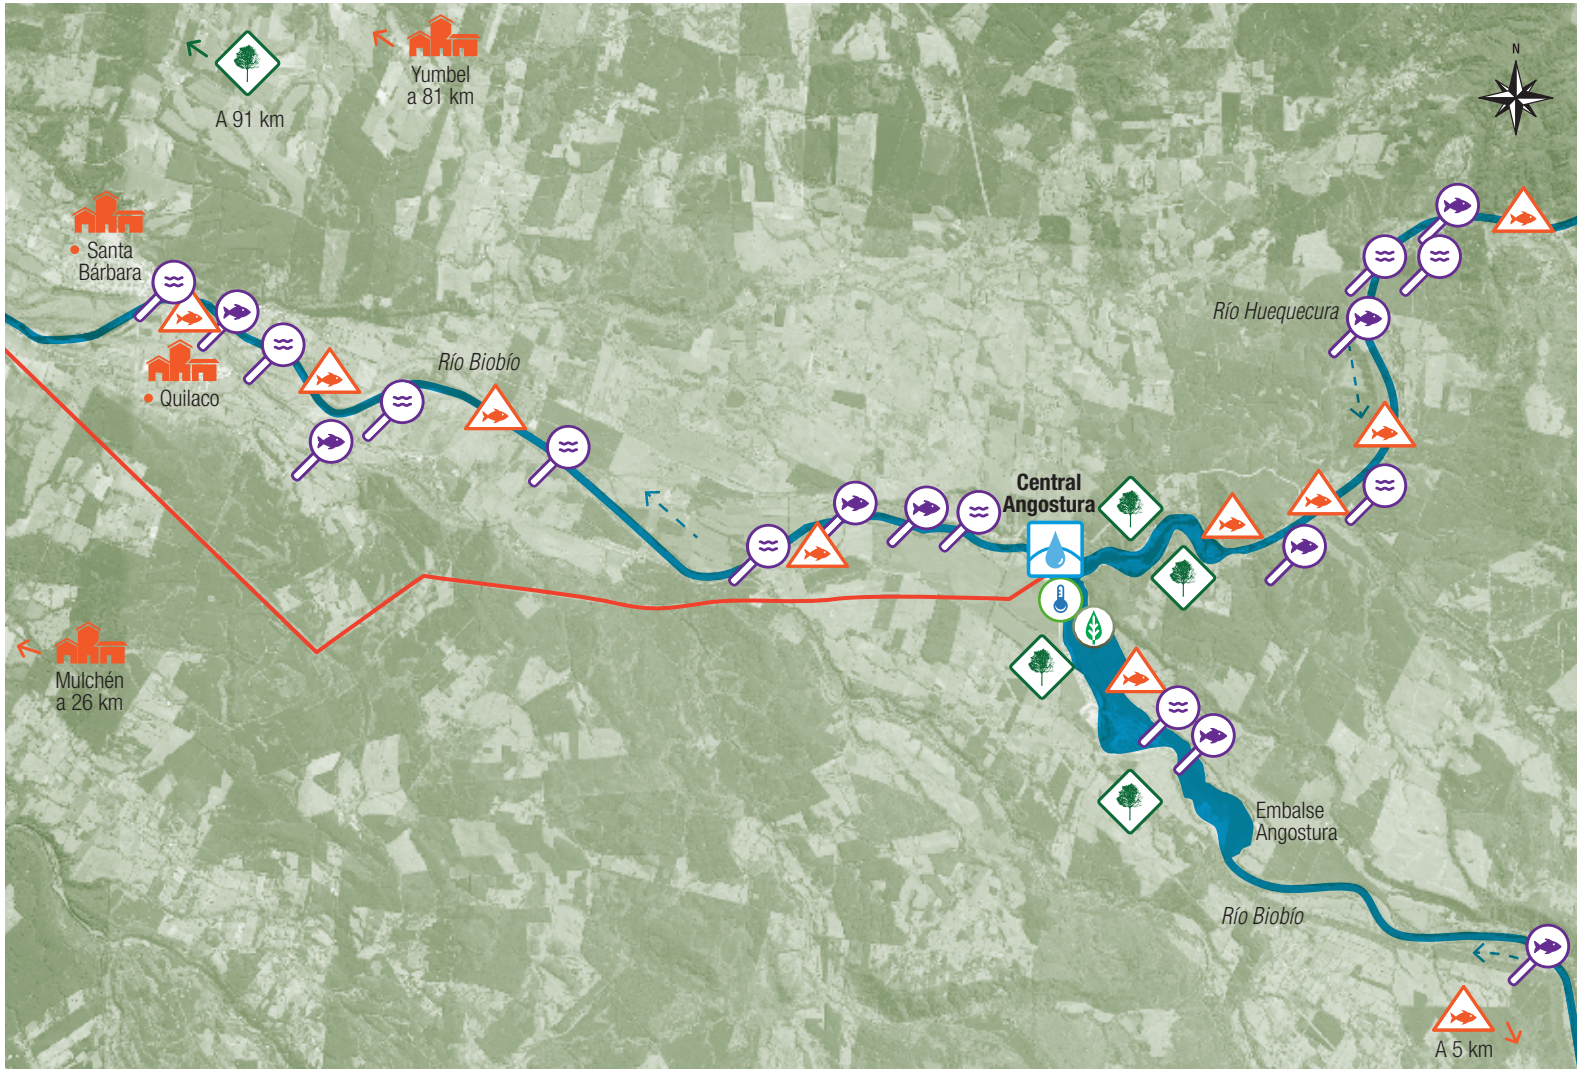 N
A 91 km
Yumbel
a 81 km
Santa
Bárbara
Quilaco
Río Biobío
Río Huequecura
Central
Angostura
Mulchén
a 26 km
Embalse
Angostura
Río Biobío
A 5 km